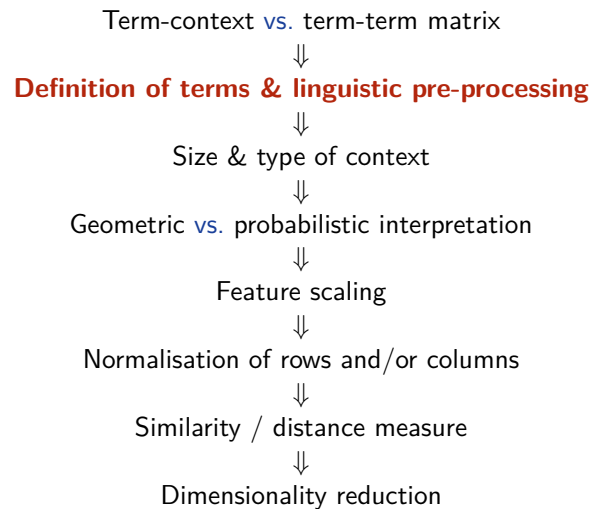 Term-context vs. term-term matrix
⇓
Definition of terms & linguistic pre-processing
⇓
Size & type of context
⇓
Geometric vs. probabilistic interpretation
⇓
Feature scaling
⇓
Normalisation of rows and/or columns
⇓
Similarity / distance measure
⇓
Dimensionality reduction